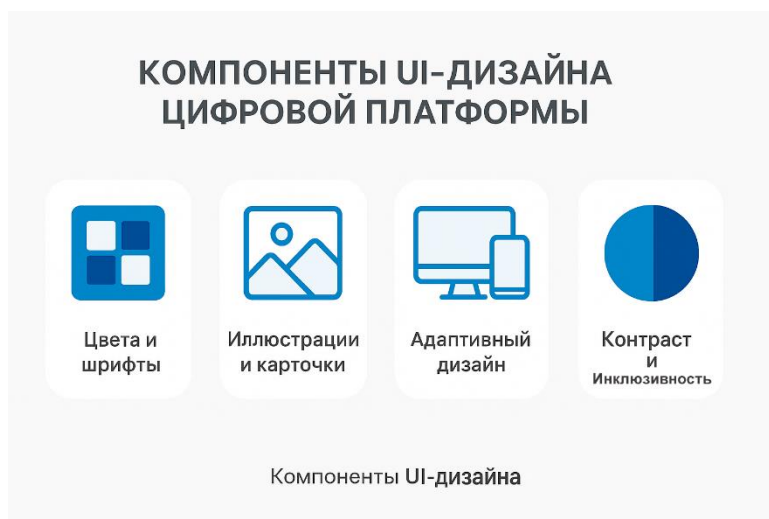 КОМПОНЕНТЫ UI-ДИЗАЙНА
ЦИФРОВОЙ ПЛАТФОРМЫ
Цвета и
шрифты
Иллюстрации
и карточки
Адаптивный
дизайн
Контраст
и
Инклюзивность
Компоненты UI-дизайна